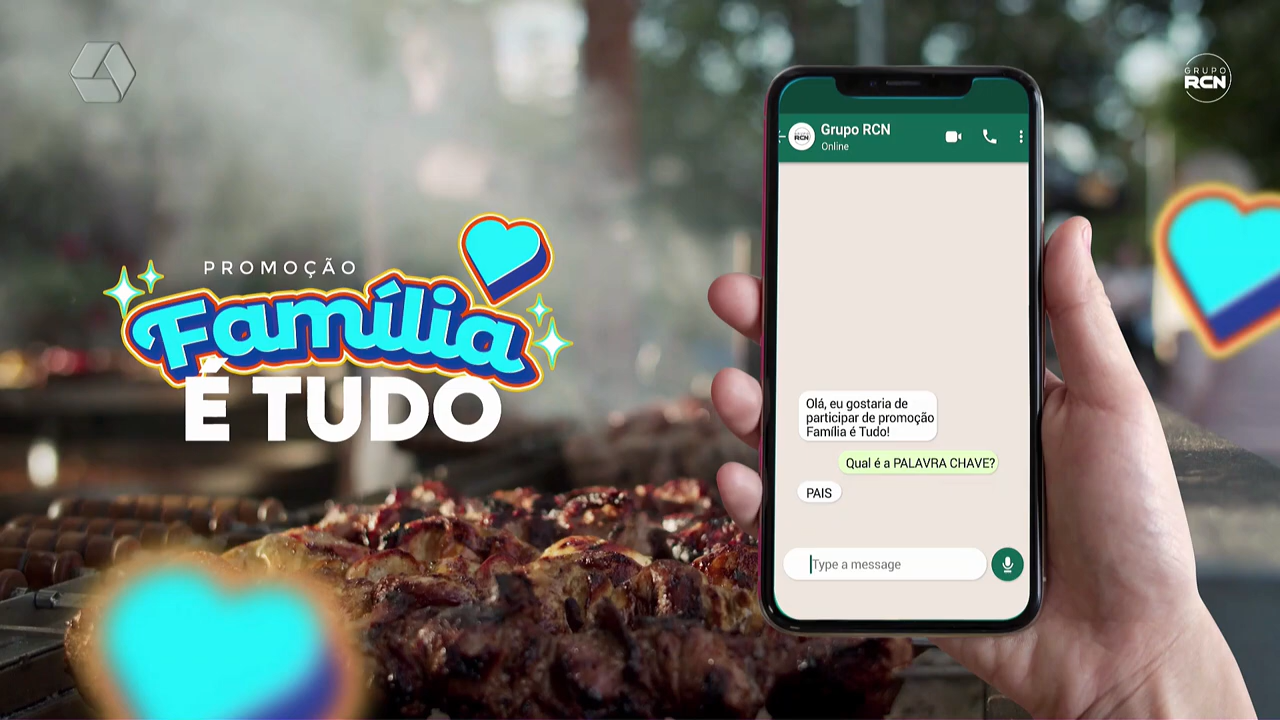 GRUPO
RCN
PROMOÇÃO
Família
É TUDO
Grupo RCN
Online
Olá, eu gostaria de
participar de promoção
Família é Tudo!
Qual é a PALAVRA CHAVE?
PAIS
Type a message